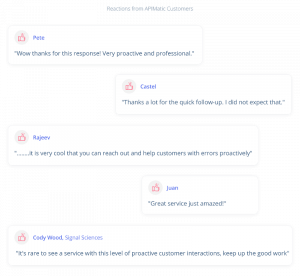 Reactions from APIMatic Customers
Pete
"Wow thanks for this response! Very proactive and professional."
Castel
"Thanks a lot for the quick follow-up. I did not expect that."
Rajeev
"........it is very cool that you can reach out and help customers with errors proactively"
Juan
"Great service just amazed!"
Cody Wood, Signal Sciences
"it's rare to see a service with this level of proactive customer interactions, keep up the good work"